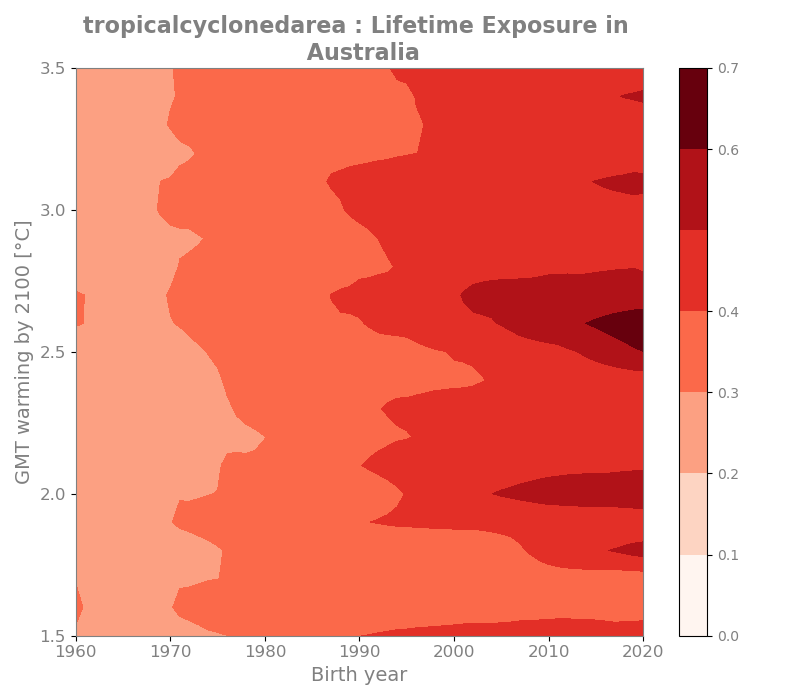 tropicalcyclonedarea : Lifetime Exposure in
Australia
GMT warming by 2100 [°C]
3.5
3.0
2.5
2.0
1.5
1960 1970 1980 1990 2000 2010 2020
Birth year
0.7
0.6
0.4
0.3
0.2
0.1
0.0